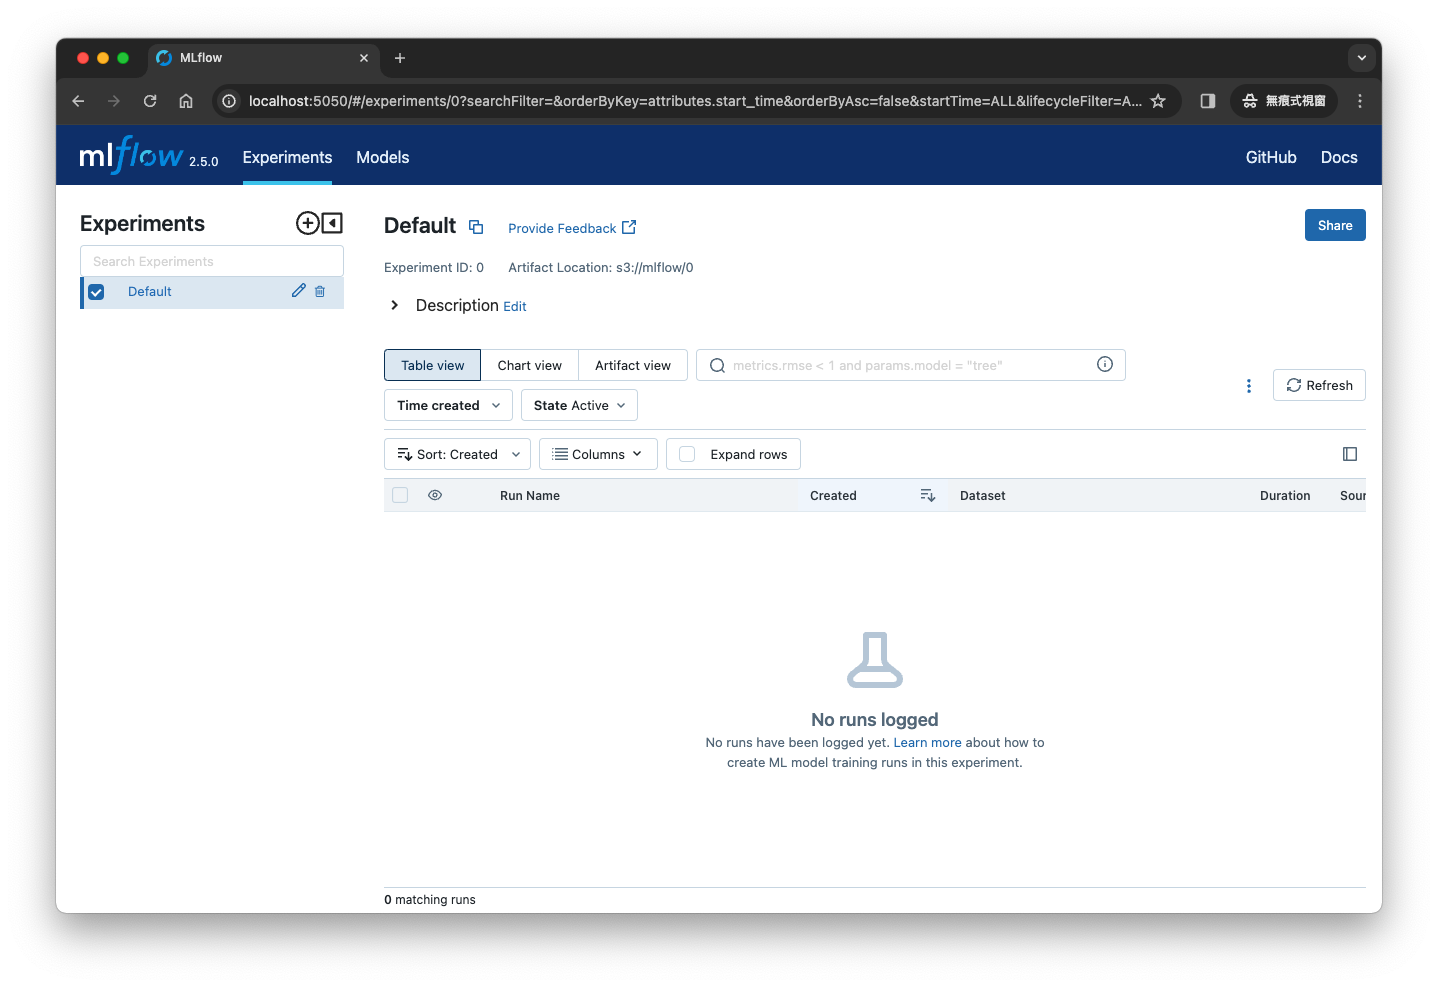 MLflow
localhost:5050/#/experiments/0?searchFilter=&orderByKey=attributes.start_time&orderByAsc=false&startTime=ALL&lifecycleFilter=A...
無痕式視窗
mlflow 2.5.0 Experiments Models GitHub Docs
Experiments
Search Experiments
Default
Default Provide Feedback Share
Experiment ID: 0 Artifact Location: s3://mlflow/0
Description Edit
Table view Chart view Artifact view metrics.rmse < 1 and params.model = "tree"
Refresh
Time created State Active
Sort: Created Columns Expand rows
Run Name Created Dataset Duration Sour
No runs logged
No runs have been logged yet. Learn more about how to
create ML model training runs in this experiment.
0 matching runs